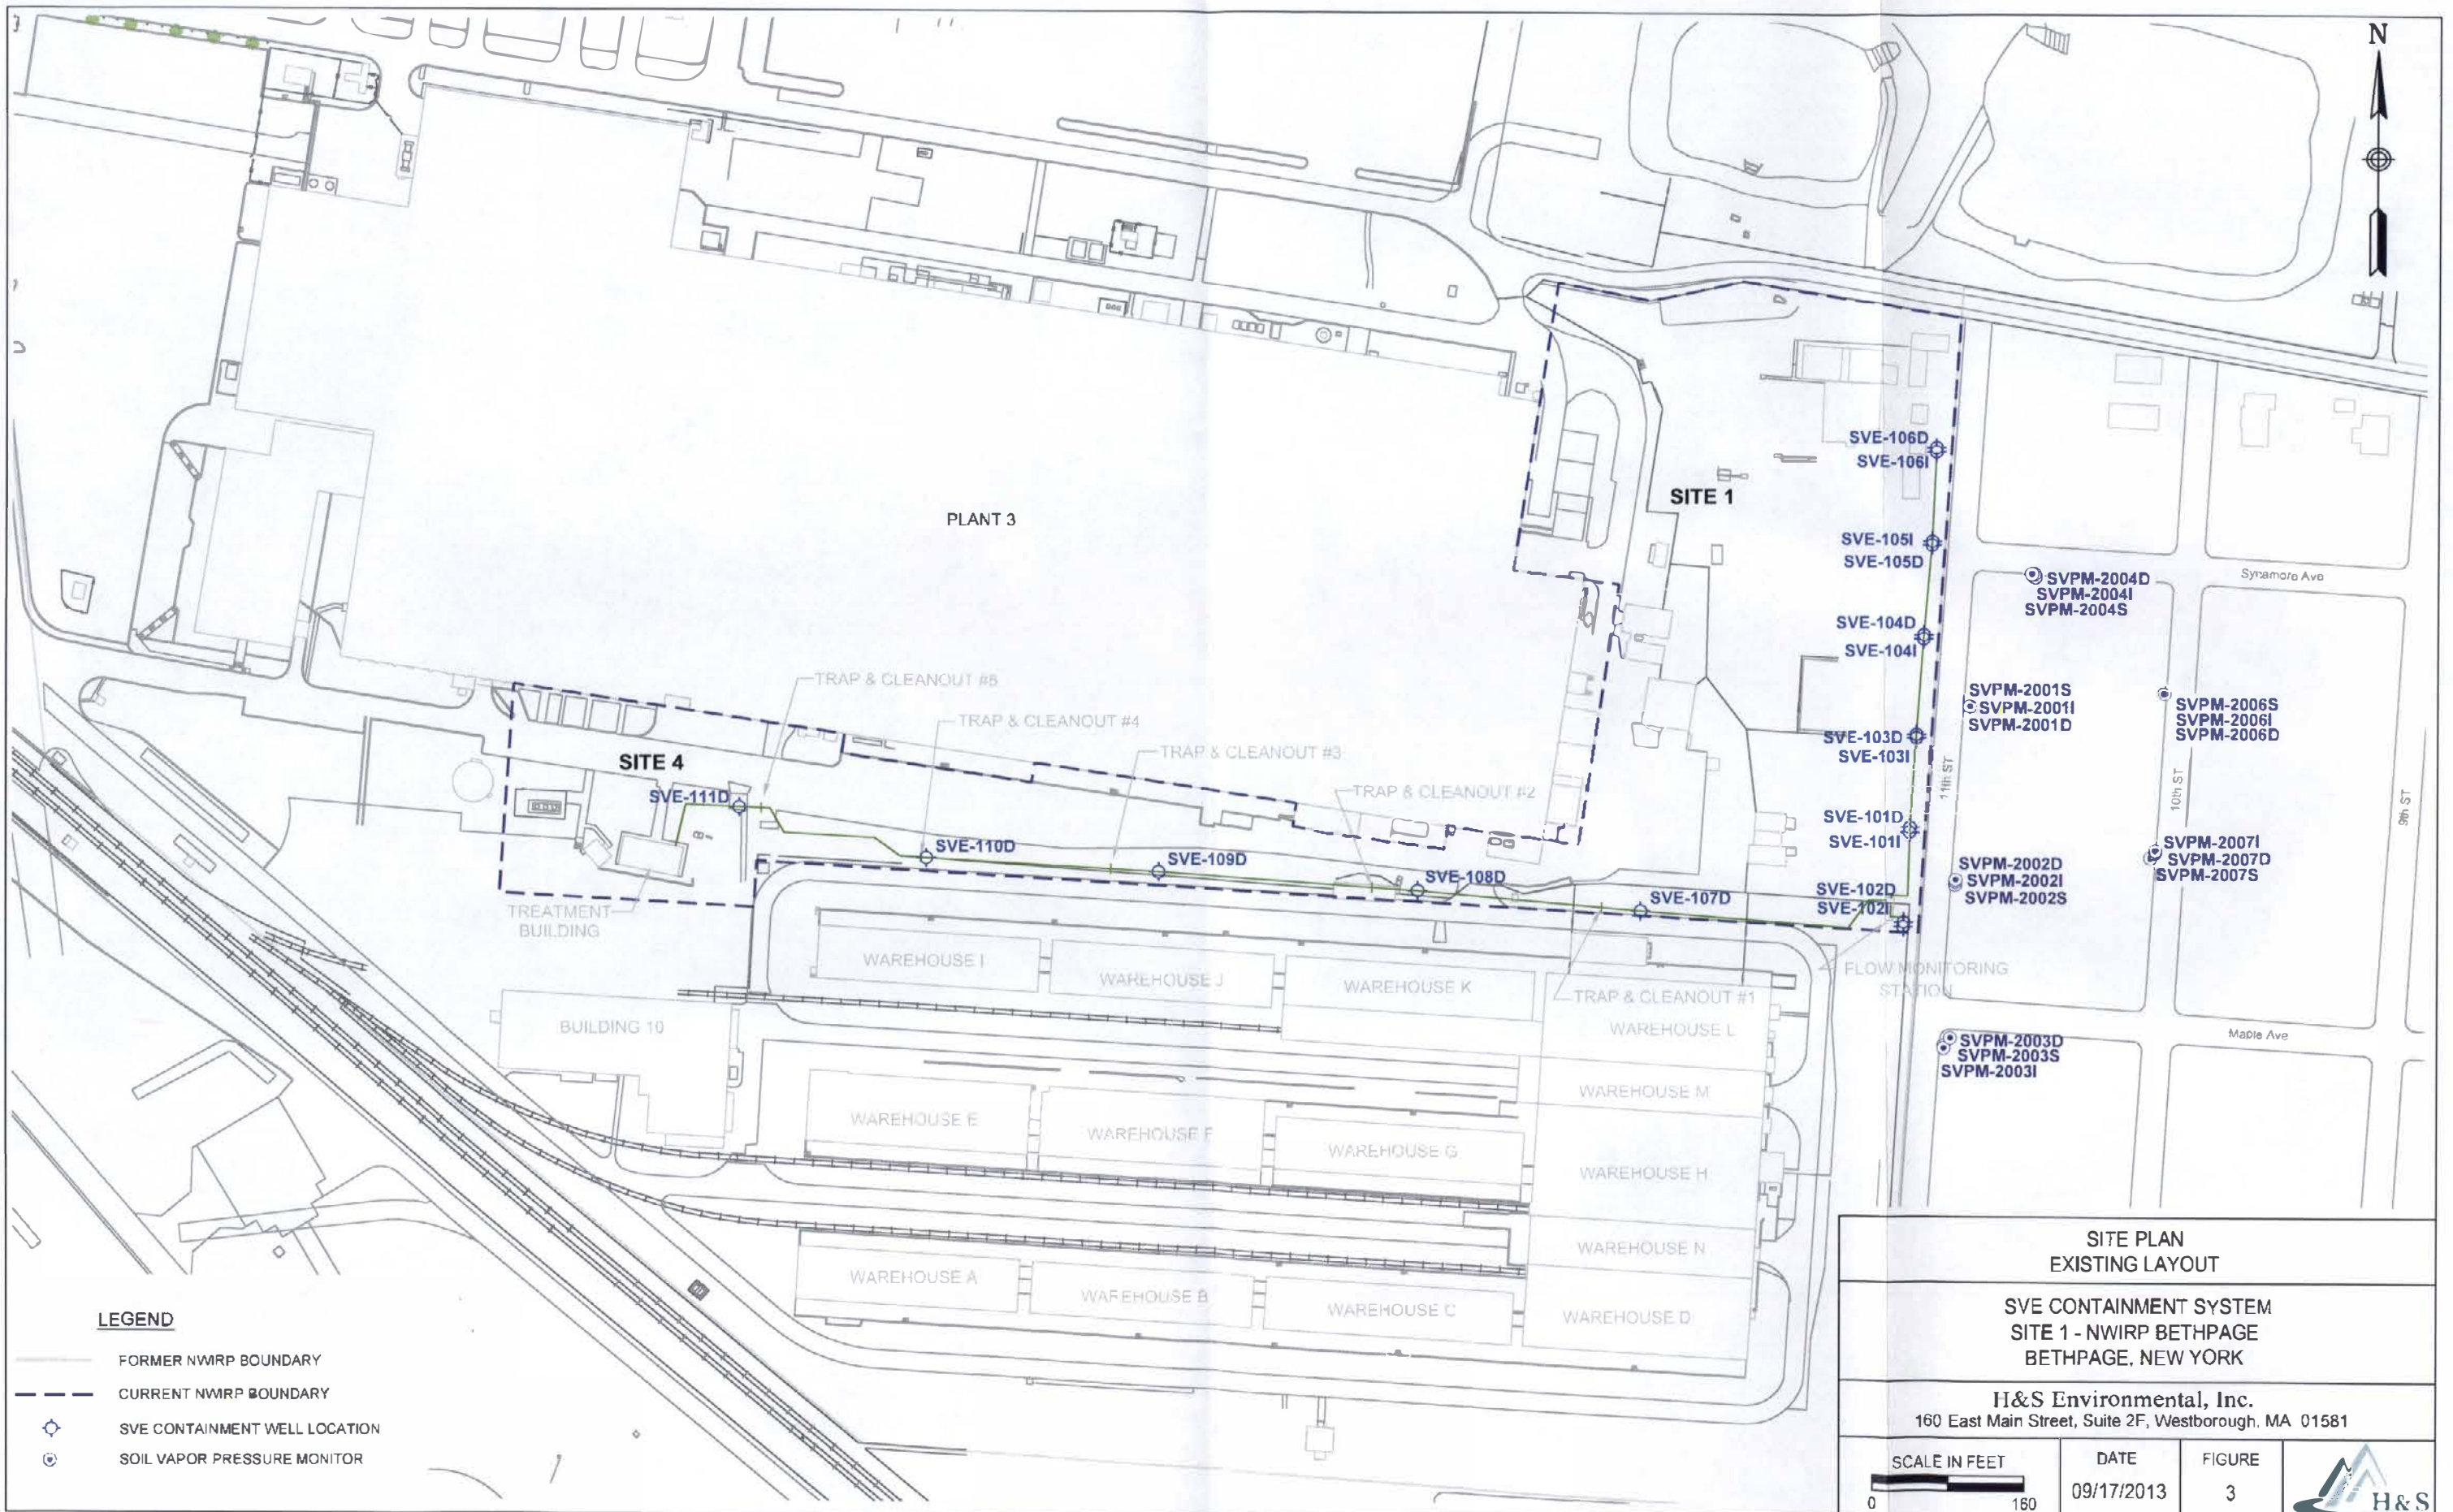 N
SVE-106D
SVE-106I
SITE 1
PLANT 3
SVE-105I
SVE-105D
SVPM-2004D
SVPM-2004I
SVPM-2004S
Sycamore Ave
SVE-104D
SVE-104I
TRAP & CLEANOUT #5
TRAP & CLEANOUT #4
TRAP & CLEANOUT #3
TRAP & CLEANOUT #2
SVPM-2001S
SVPM-2001I
SVPM-2001D
SVPM-2006S
SVPM-2006I
SVPM-2006D
SVE-103D
SVE-103I
11th ST
10th ST
9th ST
SITE 4
SVE-111D
SVE-110D
SVE-109D
SVE-108D
SVE-107D
SVE-101D
SVE-101I
SVE-102D
SVE-102I
SVPM-2002D
SVPM-2002I
SVPM-2002S
SVPM-2007I
SVPM-2007D
SVPM-2007S
TREATMENT
BUILDING
FLOW MONITORING
STATION
WAREHOUSE I
WAREHOUSE J
WAREHOUSE K
TRAP & CLEANOUT #1
WAREHOUSE L
BUILDING 10
Maple Ave
SVPM-2003D
SVPM-2003S
SVPM-2003I
WAREHOUSE M
WAREHOUSE E
WAREHOUSE F
WAREHOUSE G
WAREHOUSE H
WAREHOUSE N
WAREHOUSE A
WAREHOUSE B
WAREHOUSE C
WAREHOUSE D
LEGEND
FORMER NWIRP BOUNDARY
CURRENT NWIRP BOUNDARY
SVE CONTAINMENT WELL LOCATION
SOIL VAPOR PRESSURE MONITOR
SITE PLAN
EXISTING LAYOUT
SVE CONTAINMENT SYSTEM
SITE 1 - NWIRP BETHPAGE
BETHPAGE, NEW YORK
H&S Environmental, Inc.
160 East Main Street, Suite 2F, Westborough, MA 01581
SCALE IN FEET
0 160
DATE
09/17/2013
FIGURE
3
H&S